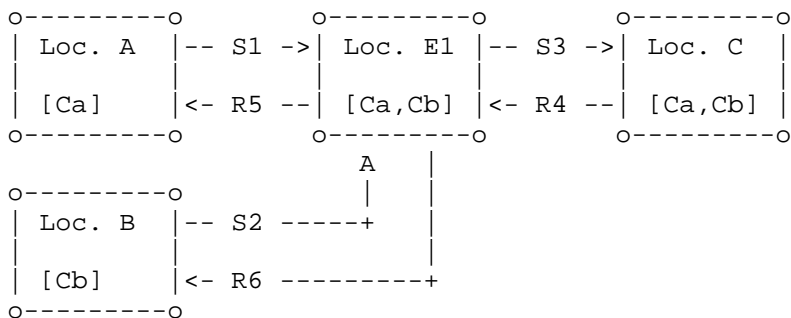 o---------o         o---------o         o---------o
| Loc. A  |-- S1 ->| Loc. E1 |-- S3 ->| Loc. C  |
|         |        |         |        |         |
| [Ca]    |<- R5 --| [Ca,Cb] |<- R4 --| [Ca,Cb] |
o---------o         o---------o         o---------o
                       A   |
o---------o            |   |
| Loc. B  |-- S2 -----+   |
|         |                |
| [Cb]    |<- R6 ---------+
o---------o